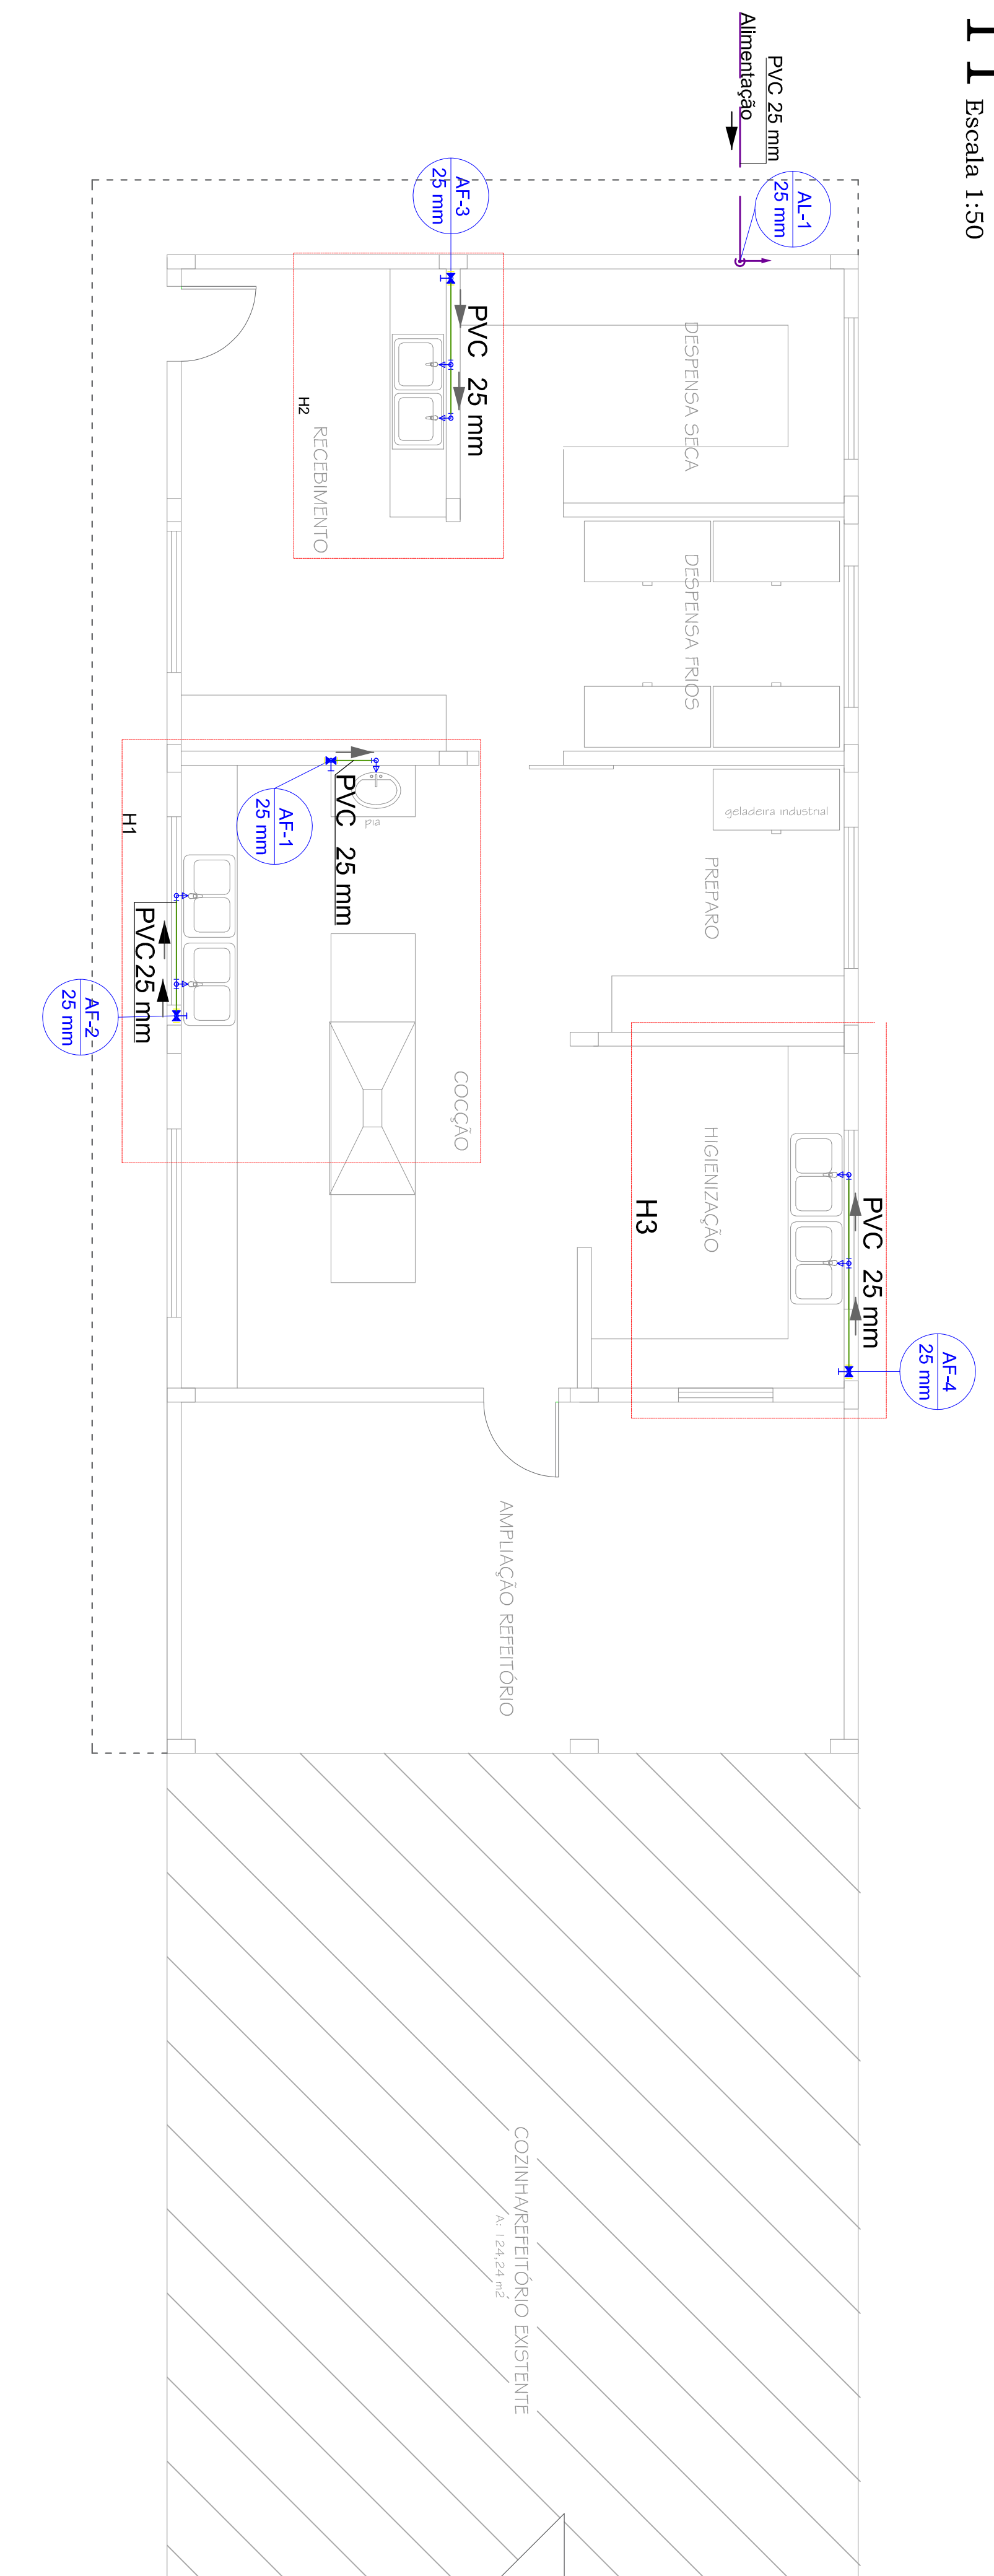 Escala 1:50
Alimentação
PVC 25 mm
AL-1
25 mm
AF-3
25 mm
PVC 25 mm
H2
RECEBIMENTO
DESPENSA SECA
DESPENSA FRIOS
geladeira industrial
PREPARO
pia
PVC 25 mm
AF-1
25 mm
H1
PVC 25 mm
AF-2
25 mm
COCÇÃO
HIGIENIZAÇÃO
H3
PVC 25 mm
AF-4
25 mm
AMPLIAÇÃO REFEITÓRIO
COZINHA/REFEITÓRIO EXISTENTE
A: 124,24 m²